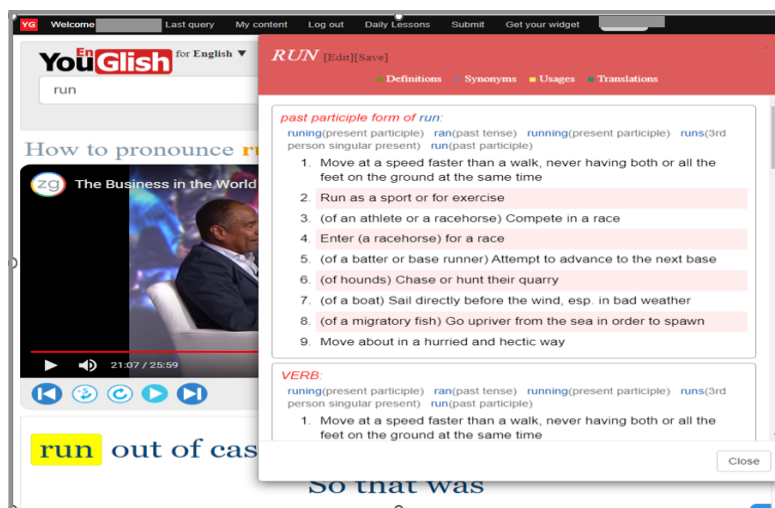 YG Welcome Last query My content Log out Daily Lessons Submit Get your widget
YouGlish En for English ▼
run
How to pronounce
zg The Business in the World
21:07 / 25:59
-5
run out of cas
So that was
RUN [Edit][Save]
Definitions Synonyms Usages Translations
past participle form of run:
runing(present participle) ran(past tense) running(present participle) runs(3rd
person singular present) run(past participle)
1. Move at a speed faster than a walk, never having both or all the
feet on the ground at the same time
2. Run as a sport or for exercise
3. (of an athlete or a racehorse) Compete in a race
4. Enter (a racehorse) for a race
5. (of a batter or base runner) Attempt to advance to the next base
6. (of hounds) Chase or hunt their quarry
7. (of a boat) Sail directly before the wind, esp. in bad weather
8. (of a migratory fish) Go upriver from the sea in order to spawn
9. Move about in a hurried and hectic way
VERB:
runing(present participle) ran(past tense) running(present participle) runs(3rd
person singular present) run(past participle)
1. Move at a speed faster than a walk, never having both or all the
feet on the ground at the same time
Close